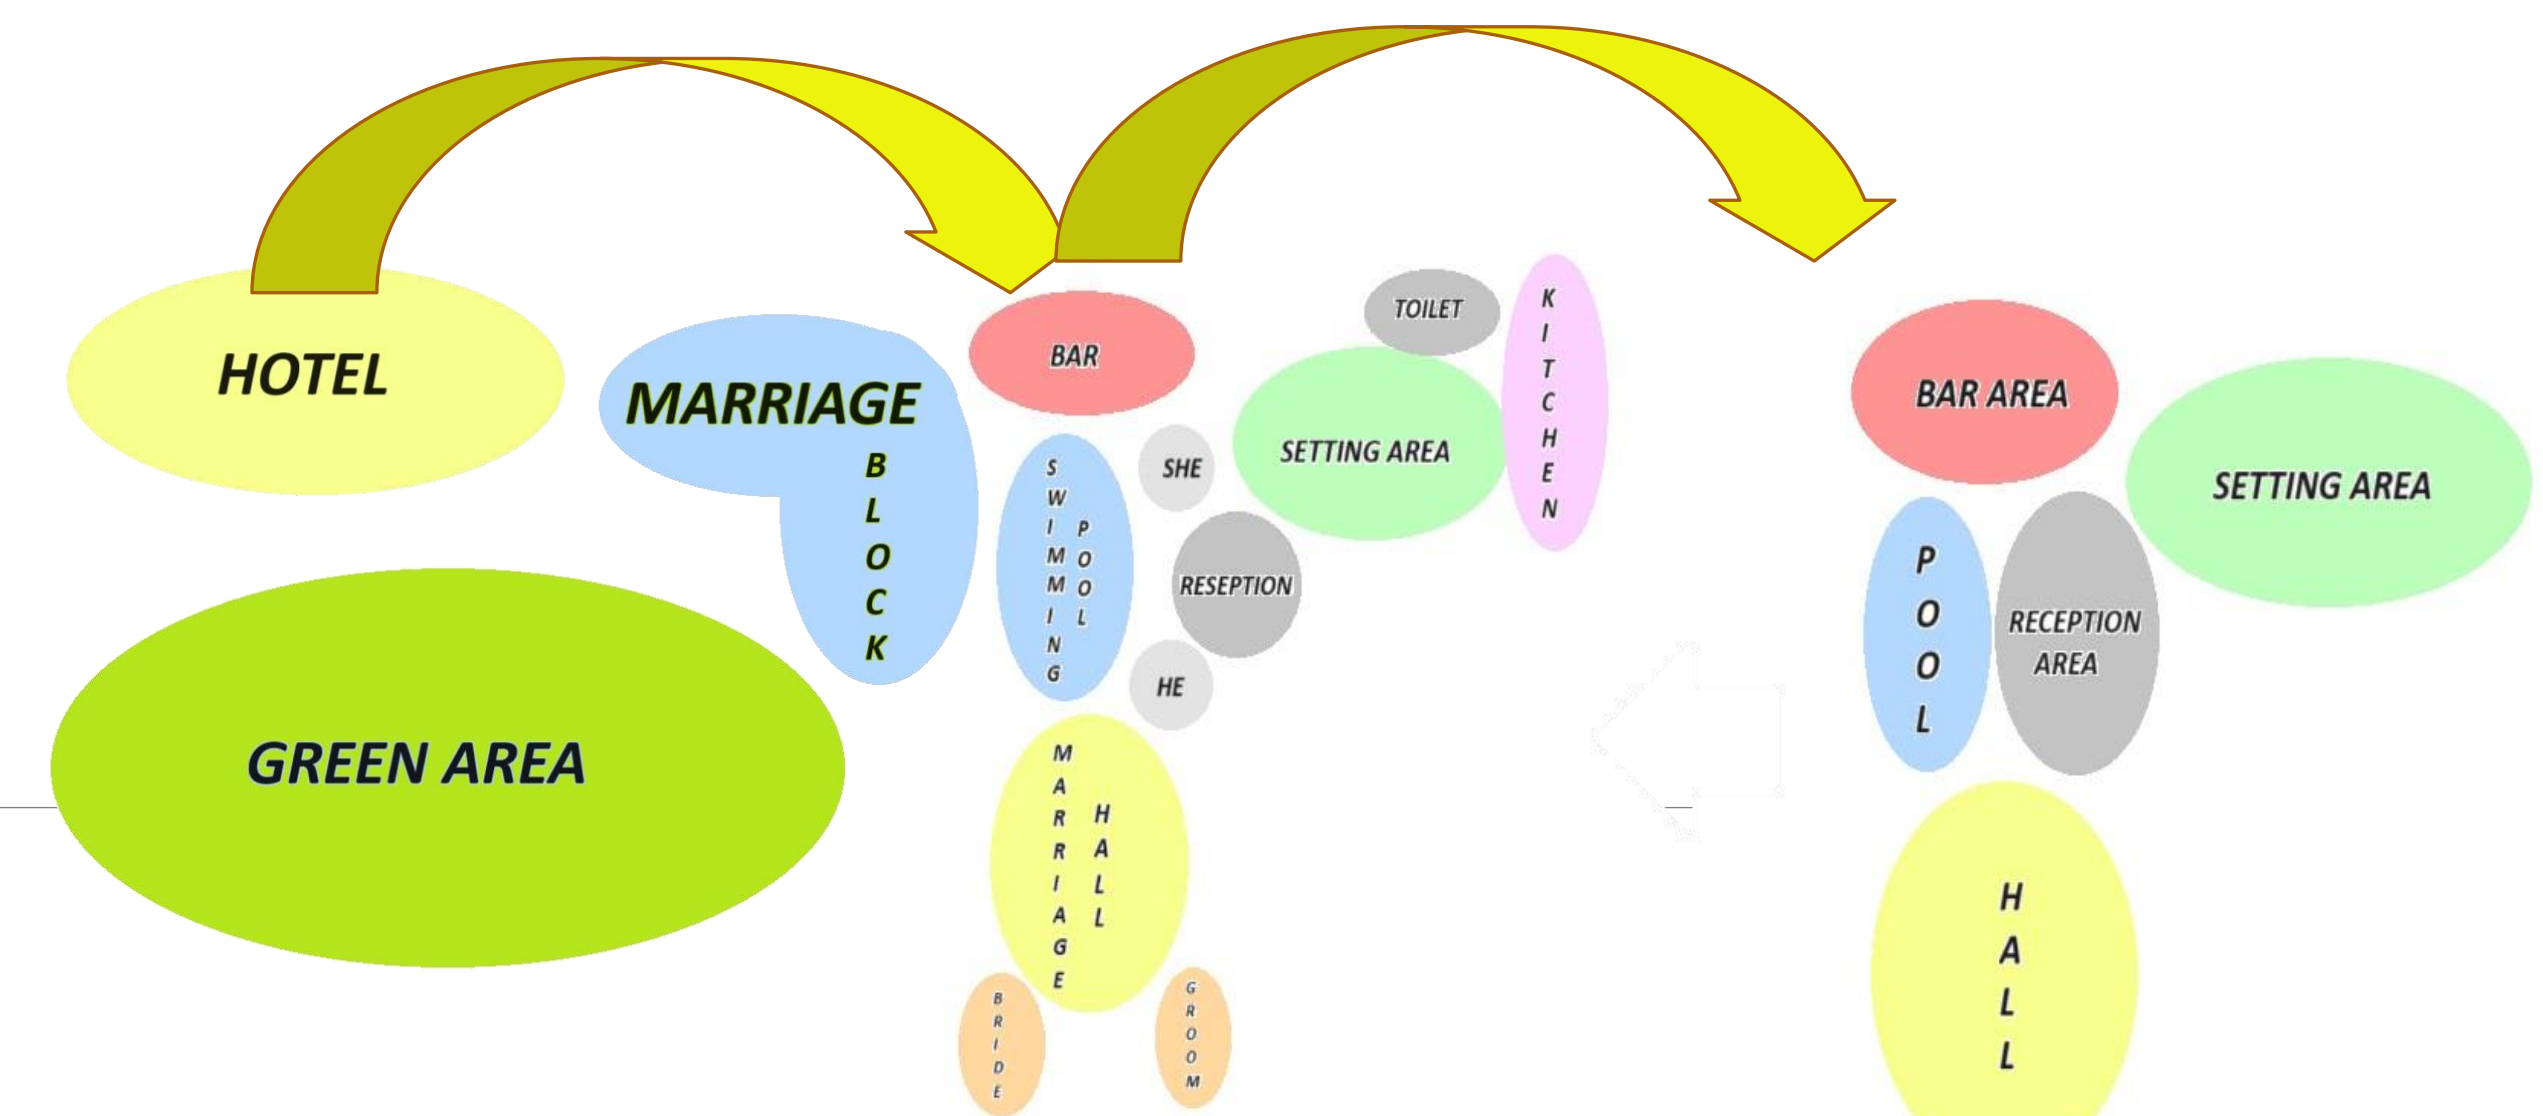 HOTEL
MARRIAGE
BLOCK
GREEN AREA
BAR
TOILET
KITCHEN
SETTING AREA
SHE
SWIMMING
POOL
RESEPTION
HE
MARRIAGE
HALL
BRIDE
GROOM
BAR AREA
SETTING AREA
POOL
RECEPTION
AREA
HALL